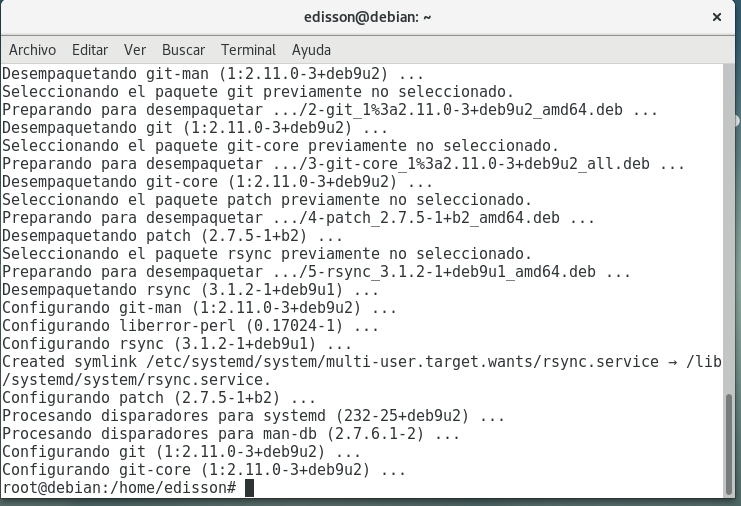 edisson@debian: ~
Archivo Editar Ver Buscar Terminal Ayuda
Desempaquetando git-man (1:2.11.0-3+deb9u2) ...
Seleccionando el paquete git previamente no seleccionado.
Preparando para desempaquetar .../2-git_1%3a2.11.0-3+deb9u2_amd64.deb ...
Desempaquetando git (1:2.11.0-3+deb9u2) ...
Seleccionando el paquete git-core previamente no seleccionado.
Preparando para desempaquetar .../3-git-core_1%3a2.11.0-3+deb9u2_all.deb ...
Desempaquetando git-core (1:2.11.0-3+deb9u2) ...
Seleccionando el paquete patch previamente no seleccionado.
Preparando para desempaquetar .../4-patch_2.7.5-1+b2_amd64.deb ...
Desempaquetando patch (2.7.5-1+b2) ...
Seleccionando el paquete rsync previamente no seleccionado.
Preparando para desempaquetar .../5-rsync_3.1.2-1+deb9u1_amd64.deb ...
Desempaquetando rsync (3.1.2-1+deb9u1) ...
Configurando git-man (1:2.11.0-3+deb9u2) ...
Configurando liberror-perl (0.17024-1) ...
Configurando rsync (3.1.2-1+deb9u1) ...
Created symlink /etc/systemd/system/multi-user.target.wants/rsync.service → /lib
/systemd/system/rsync.service.
Configurando patch (2.7.5-1+b2) ...
Procesando disparadores para systemd (232-25+deb9u2) ...
Procesando disparadores para man-db (2.7.6.1-2) ...
Configurando git (1:2.11.0-3+deb9u2) ...
Configurando git-core (1:2.11.0-3+deb9u2) ...
root@debian:/home/edisson#